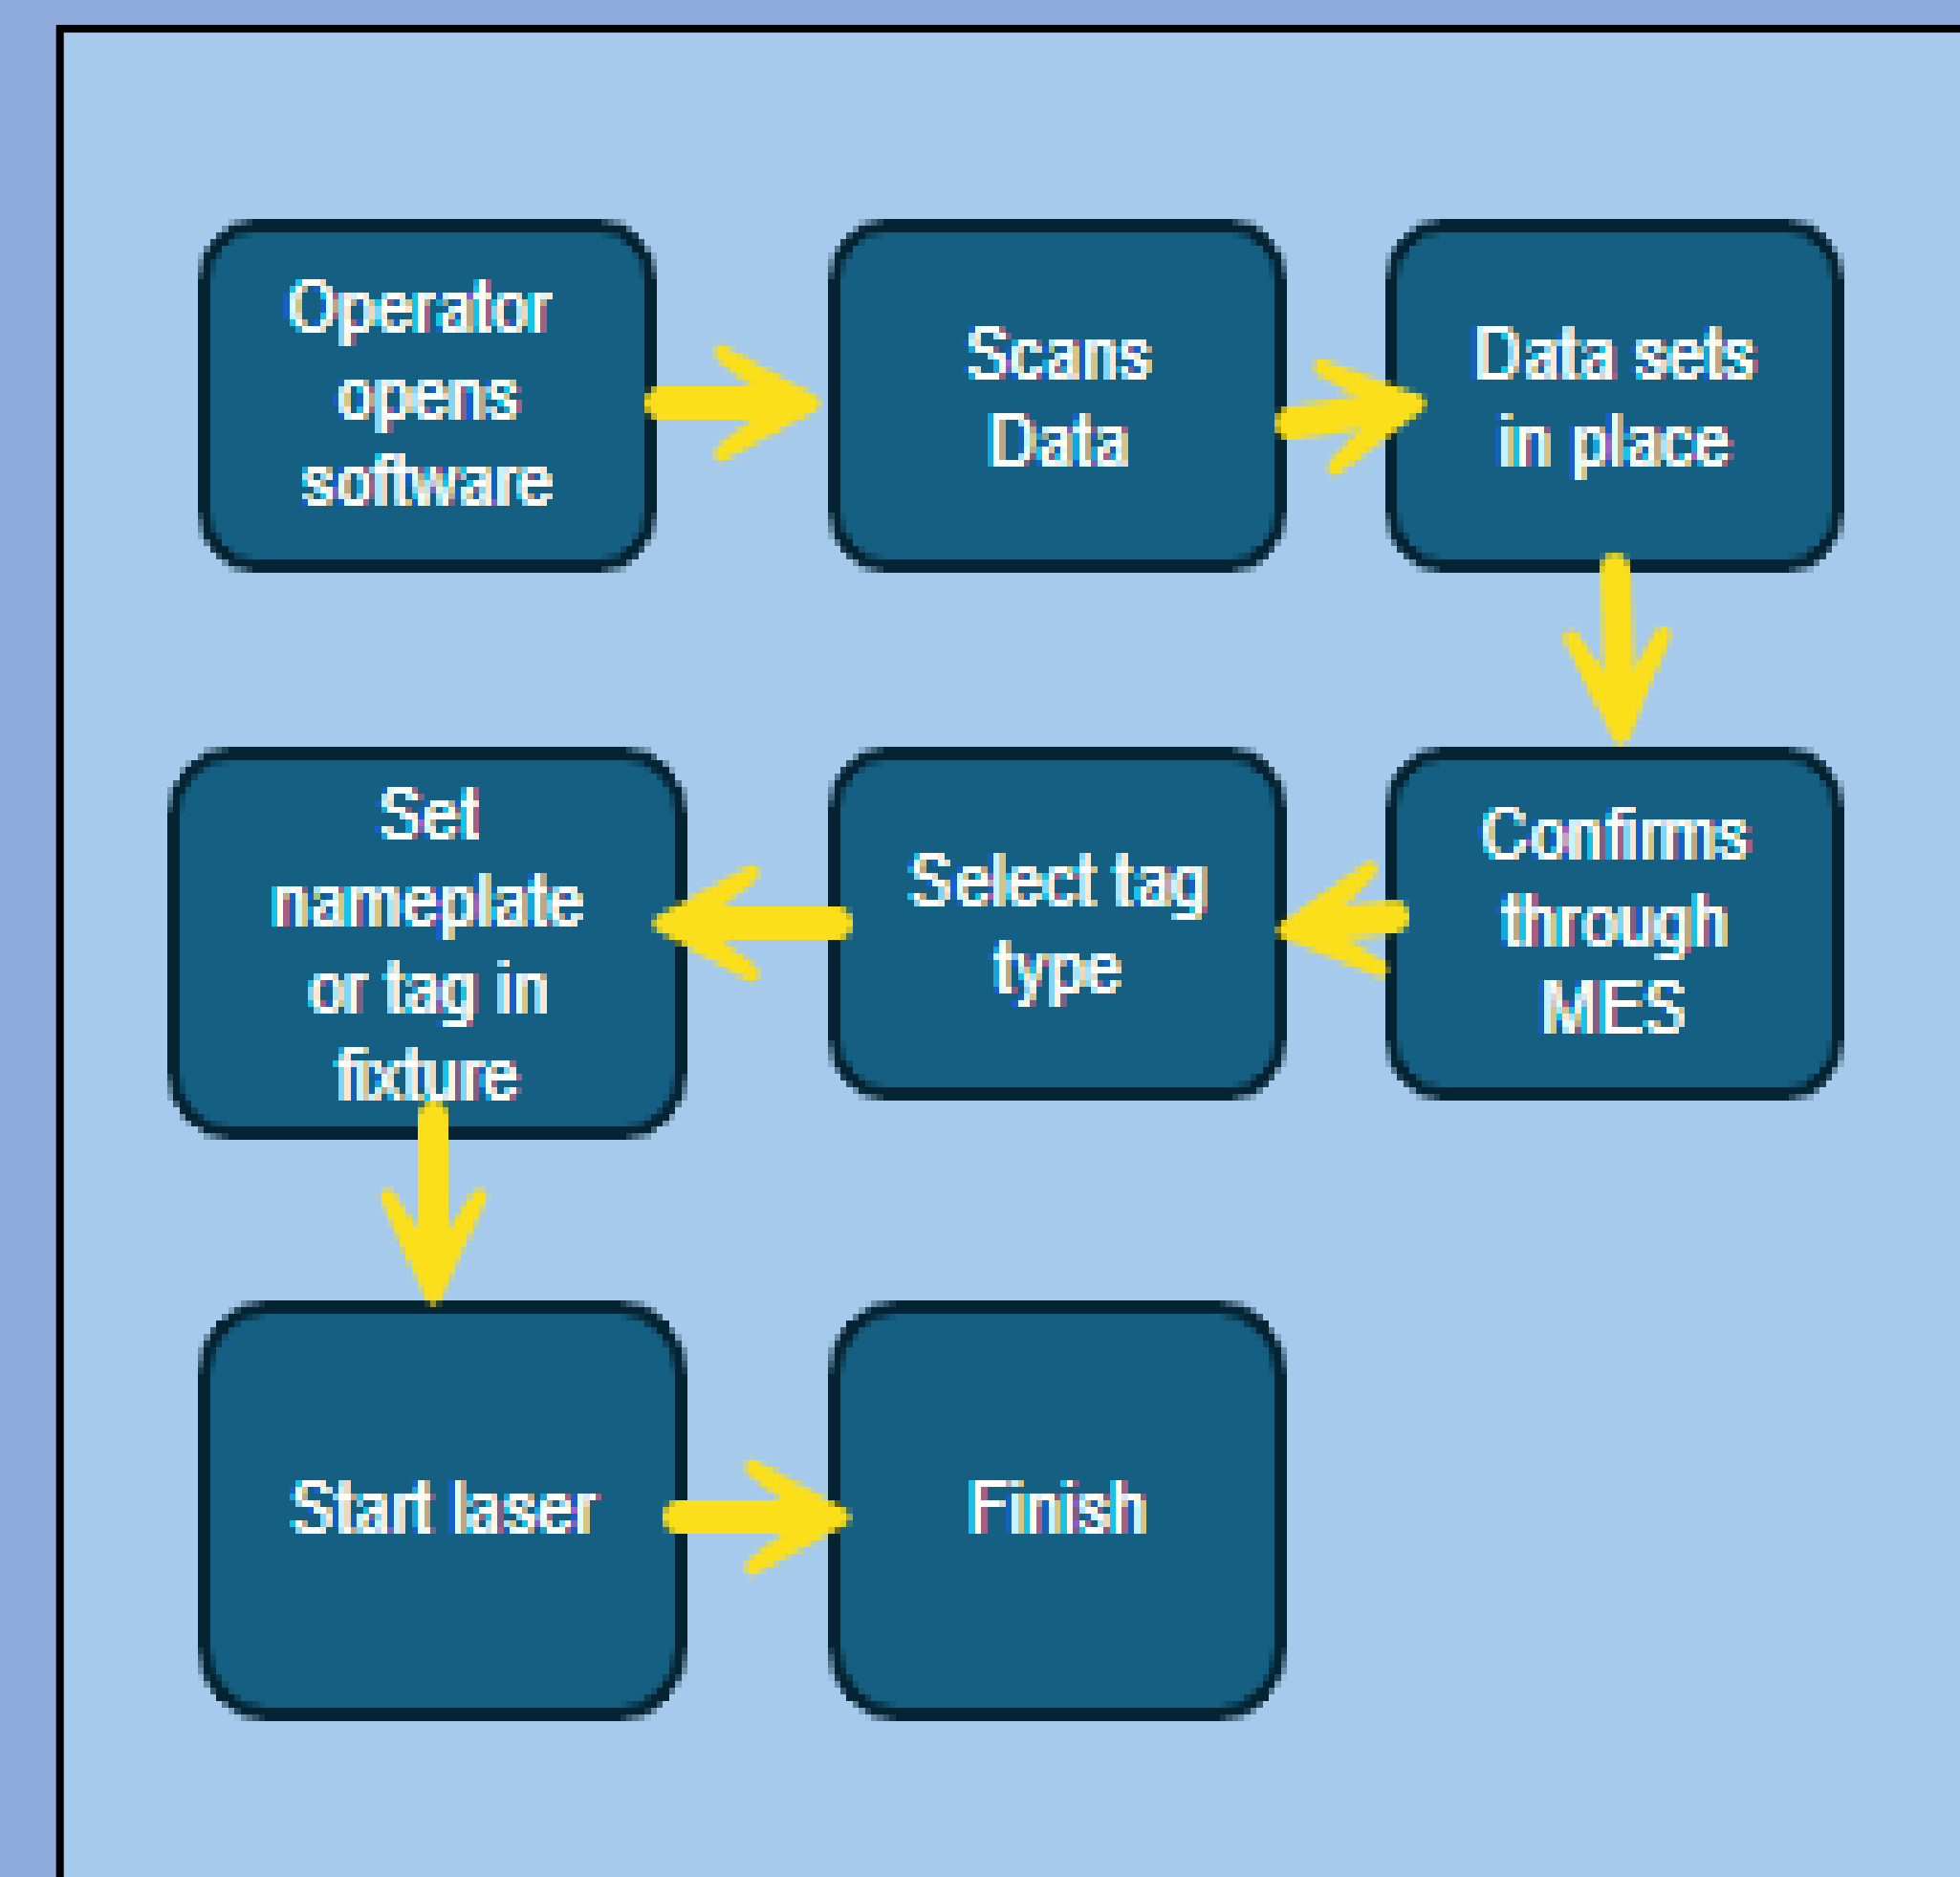 Operator
opens
software
Scans
Data
Data sets
in place
Confirms
through
MES
Select tag
type
Set
nameplate
or tag in
fixture
Start laser
Finish